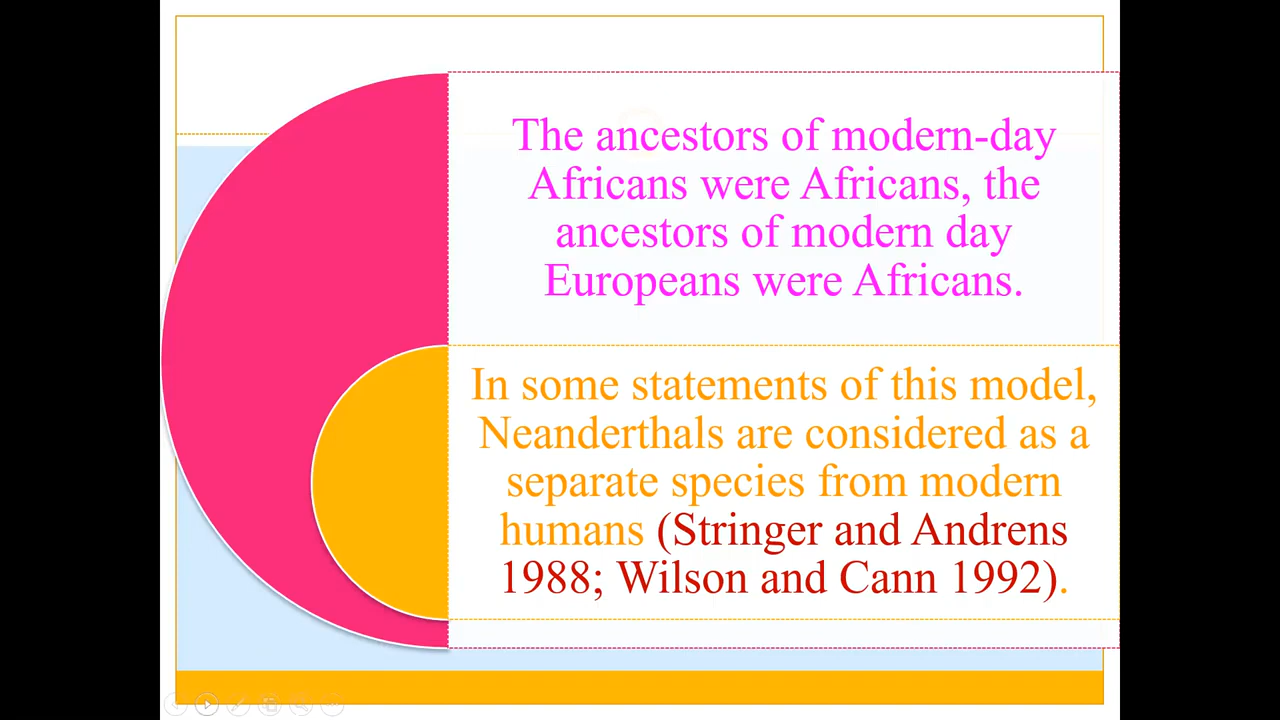 The ancestors of modern-day
Africans were Africans, the
ancestors of modern day
Europeans were Africans.
In some statements of this model,
Neanderthals are considered as a
separate species from modern
humans (Stringer and Andrens
1988; Wilson and Cann 1992).